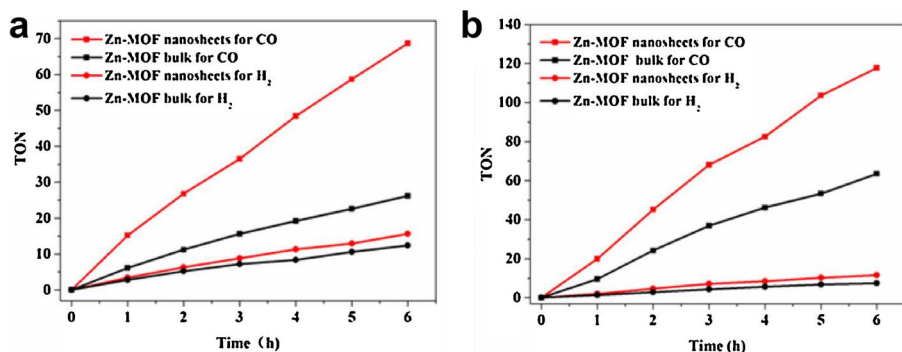 a
Zn-MOF nanosheets for CO
Zn-MOF bulk for CO
Zn-MOF nanosheets for H₂
Zn-MOF bulk for H₂
TON
70
60
50
40
30
20
10
0
0 1 2 3 4 5 6
Time (h)
b
Zn-MOF nanosheets for CO
Zn-MOF bulk for CO
Zn-MOF nanosheets for H₂
Zn-MOF bulk for H₂
TON
140
120
100
80
60
40
20
0
0 1 2 3 4 5 6
Time (h)